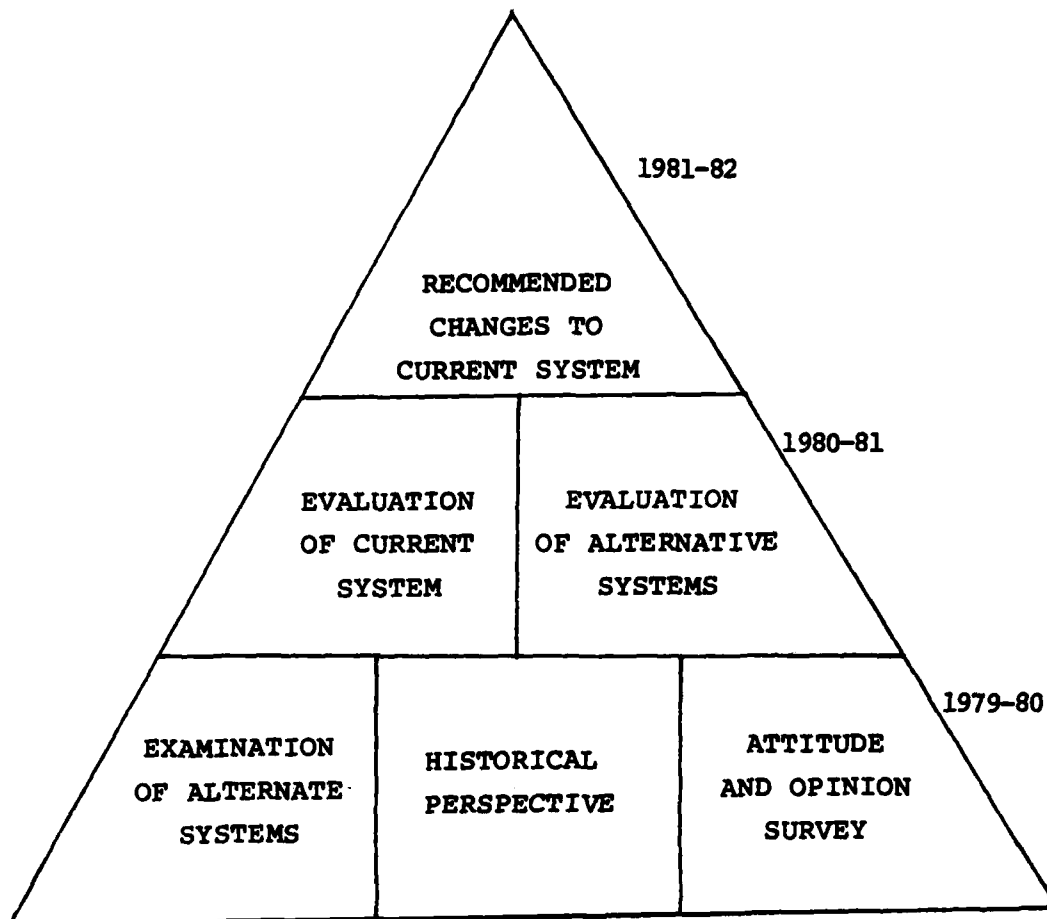 1981-82
RECOMMENDED
CHANGES TO
CURRENT SYSTEM
1980-81
EVALUATION
OF CURRENT
SYSTEM
EVALUATION
OF ALTERNATIVE
SYSTEMS
1979-80
EXAMINATION
OF ALTERNATE
SYSTEMS
HISTORICAL
PERSPECTIVE
ATTITUDE
AND OPINION
SURVEY